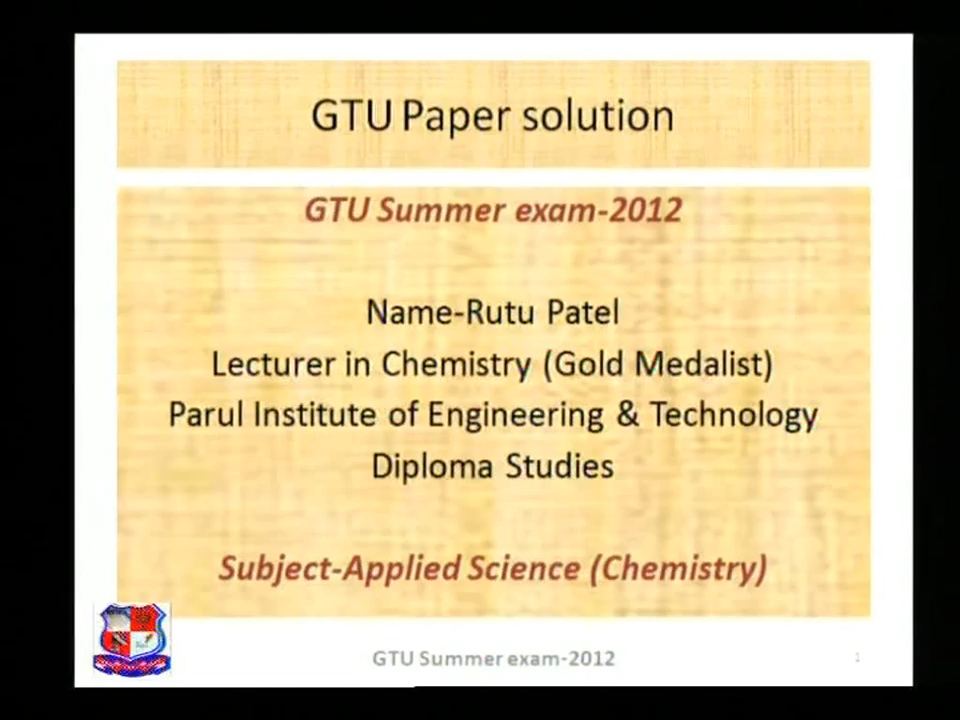 GTU Paper solution
GTU Summer exam-2012
Name-Rutu Patel
Lecturer in Chemistry (Gold Medalist)
Parul Institute of Engineering & Technology
Diploma Studies
Subject-Applied Science (Chemistry)
GTU Summer exam-2012
1